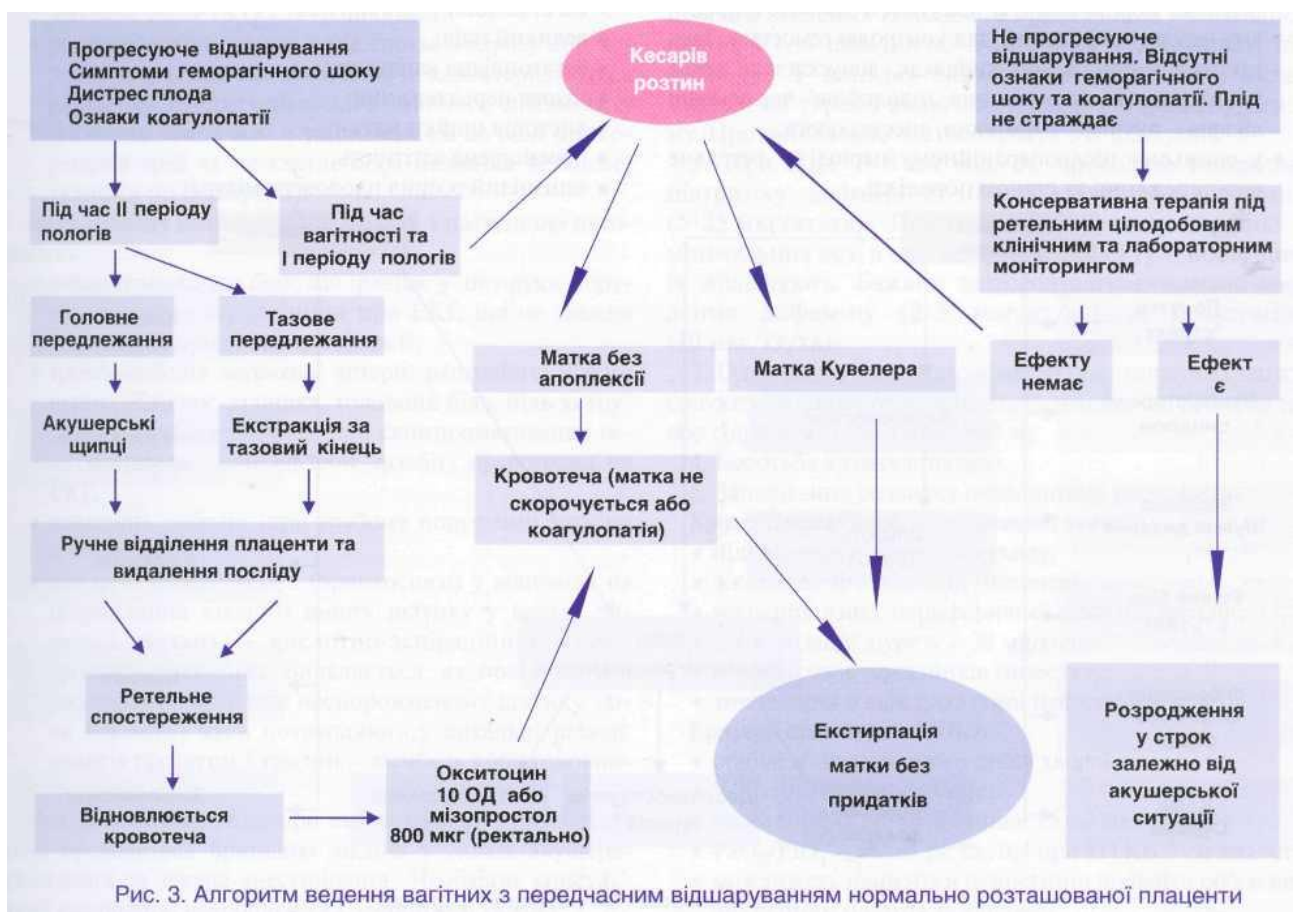 Прогресуюче відшарування
Симптоми геморагічного шоку
Дистрес плода
Ознаки коагулопатії
Кесарів
розтин
Не прогресуюче
відшарування. Відсутні
ознаки геморагічного
шоку та коагулопатії. Плід
не страждає
Під час II періоду
пологів
Під час
вагітності та
I періоду пологів
Консервативна терапія під
ретельним цілодобовим
клінічним та лабораторним
моніторингом
Головне
передлежання
Тазове
передлежання
Матка без
апоплексії
Матка Кувелера
Ефекту
немає
Ефект
є
Акушерські
щипці
Екстракція за
тазовий кінець
Кровотеча (матка не
скорочується або
коагулопатія)
Ручне відділення плаценти та
видалення посліду
Ретельне
спостереження
Екстирпація
матки без
придатків
Розродження
у строк
залежно від
акушерської
ситуації
Відновлюється
кровотена
Окситоцин
10 ОД або
мізопростол
800 мкг (ректально)
Рис. 3. Алгоритм ведення вагітних з передчасним відшаруванням нормально розташованої плаценти